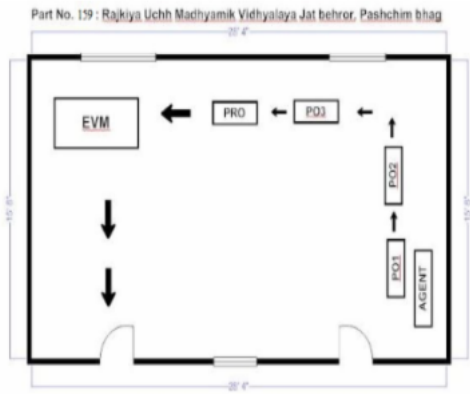 Part No. 159 : Rajkiya Uchh Madhyamik Vidhyalaya Jat behror, Pashchim bhag
EVM
PRO
PO3
PO2
PO1
AGENT